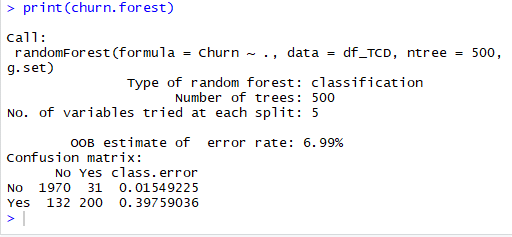 > print(churn.forest)
Call:
 randomForest(formula = Churn ~ ., data = df_TCD, ntree = 500,
g.set)
               Type of random forest: classification
                     Number of trees: 500
No. of variables tried at each split: 5
        OOB estimate of  error rate: 6.99%
Confusion matrix:
      No Yes class.error
No  1970  31  0.01549225
Yes  132 200  0.39759036
>